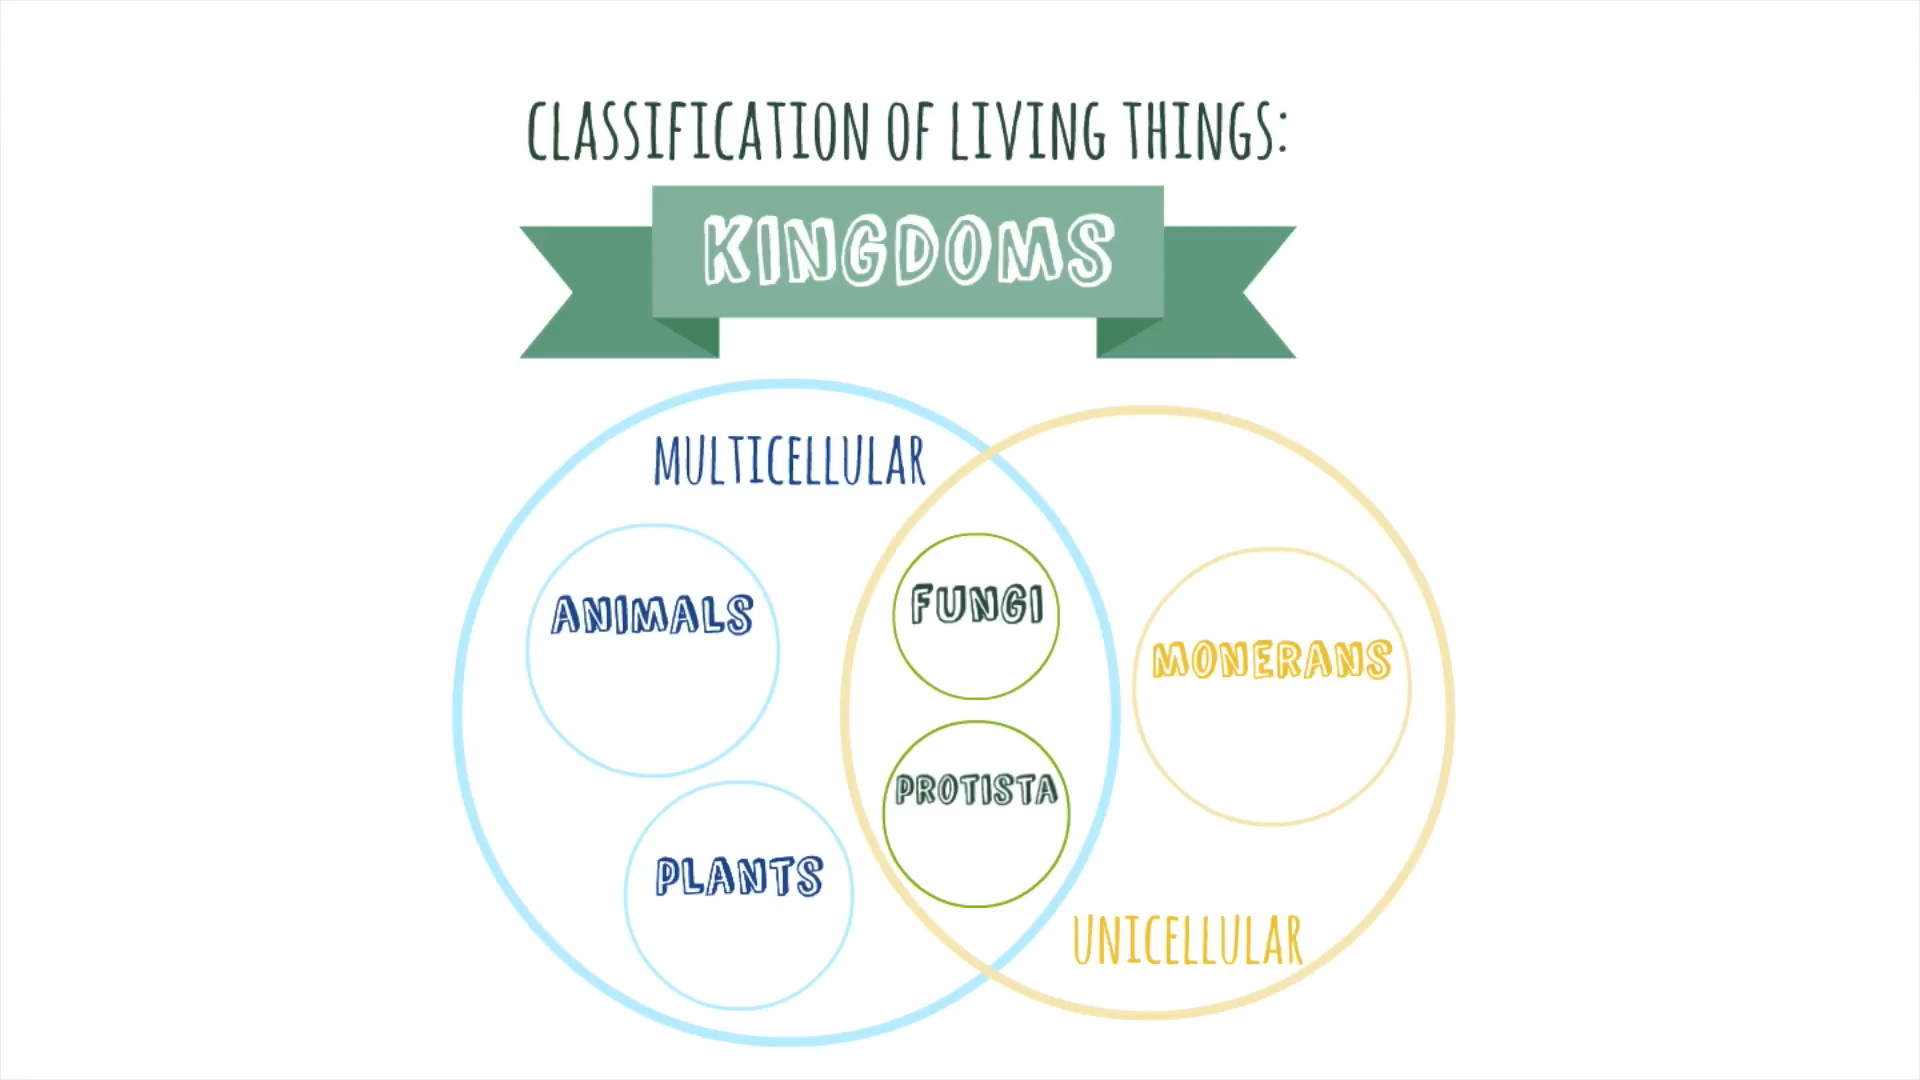 CLASSIFICATION OF LIVING THINGS:
KINGDOMS
MULTICELLULAR
ANIMALS
FUNGI
MONERANS
PROTISTA
PLANTS
UNICELLULAR